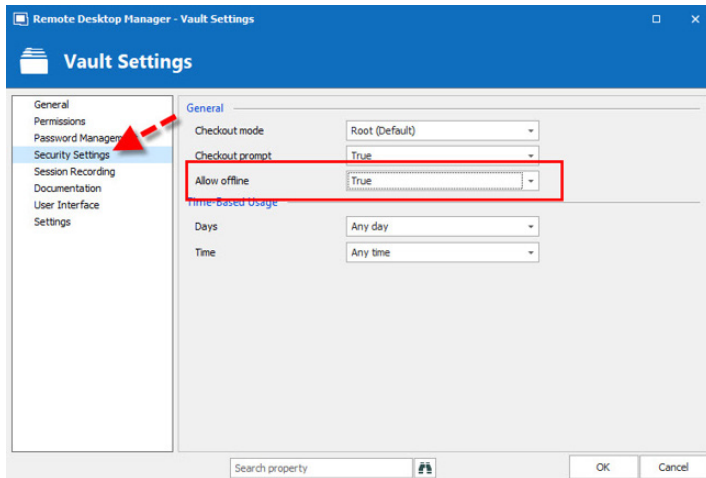 Remote Desktop Manager - Vault Settings
Vault Settings
General
Permissions
Password Managem
Security Settings
Session Recording
Documentation
User Interface
Settings
General
Checkout mode Root (Default)
Checkout prompt True
Allow offline True
Time-Based Usage
Days Any day
Time Any time
Search property
OK Cancel